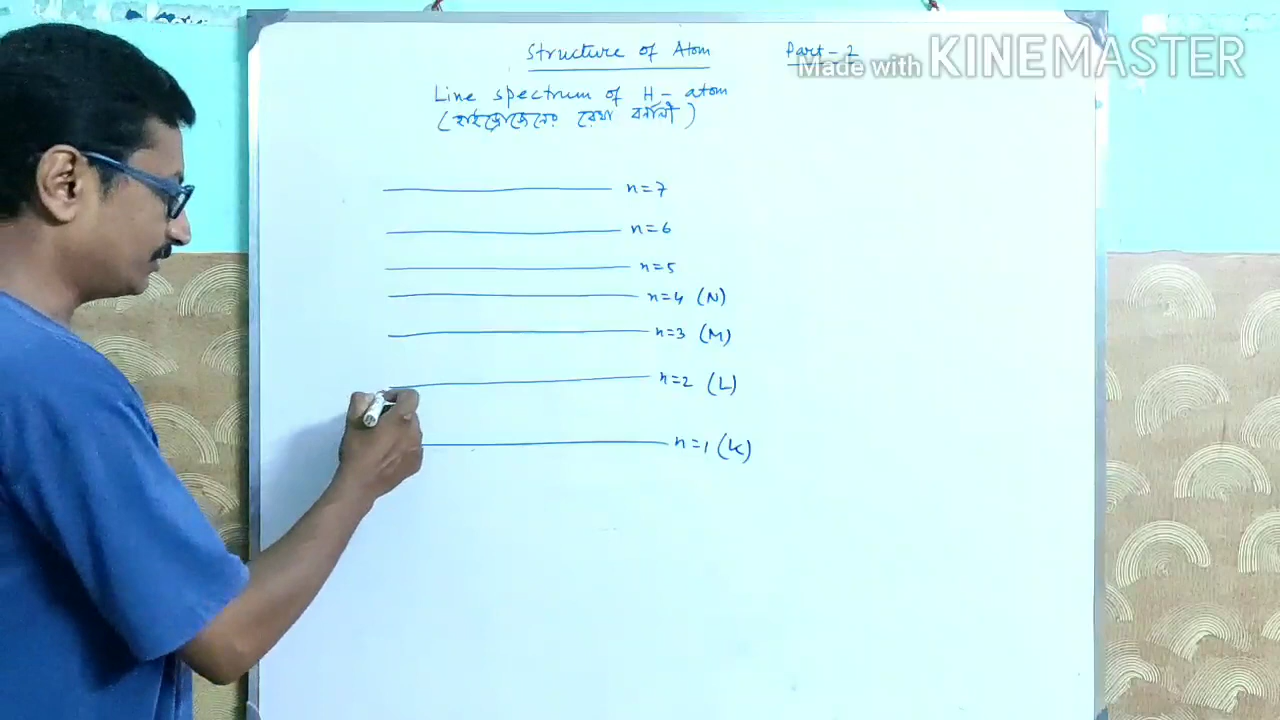 Structure of Atom Part-2
Made with KINEMASTER
Line spectrum of H-atom
(হাইড্রোজেনের রেখা বর্ণালী)
n=7
n=6
n=5
n=4 (N)
n=3 (M)
n=2 (L)
n=1 (K)